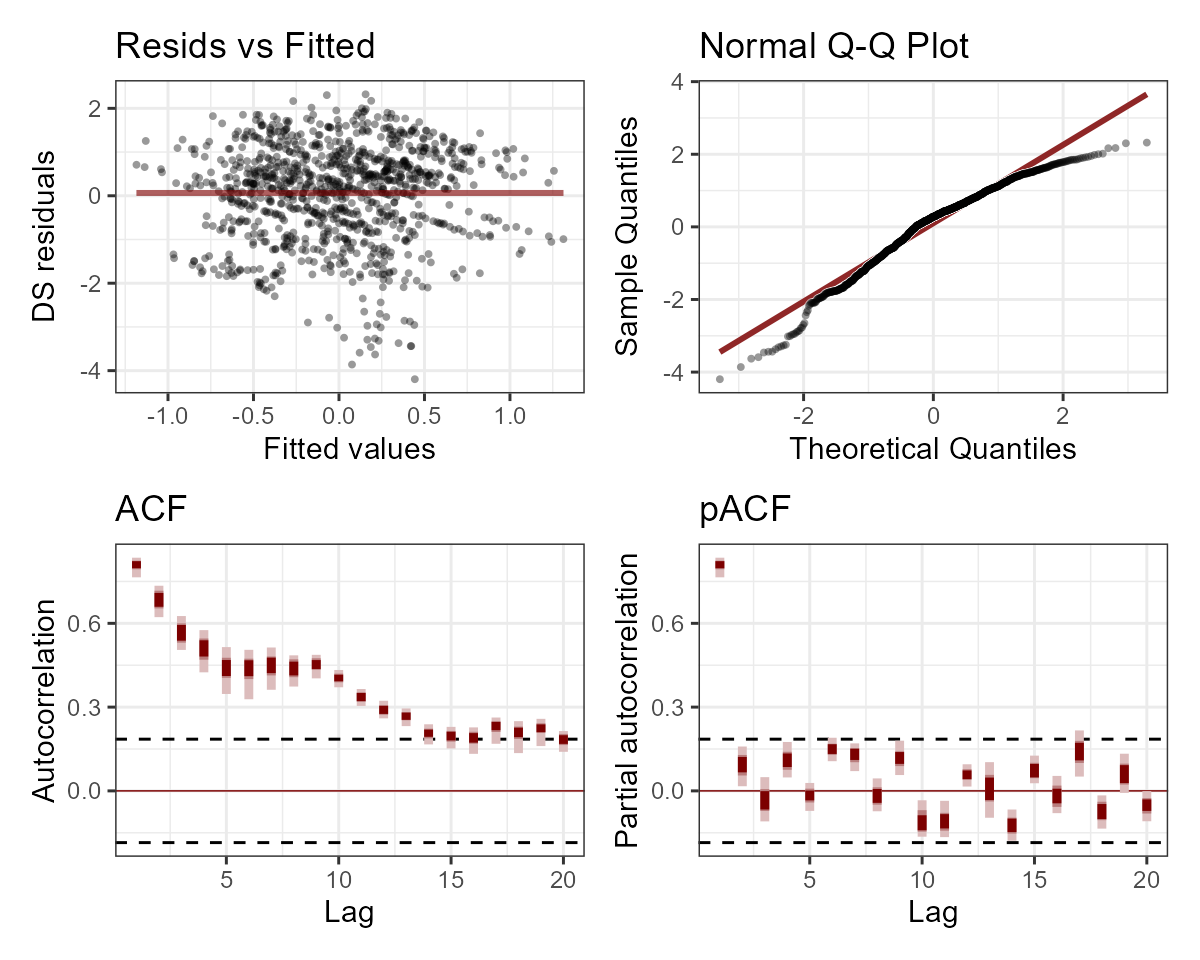 Resids vs Fitted
DS residuals
2
0
-2
-4
-1.0 -0.5 0.0 0.5 1.0
Fitted values
Normal Q-Q Plot
Sample Quantiles
4
2
0
-2
-4
-2 0 2
Theoretical Quantiles
ACF
Autocorrelation
0.6
0.3
0.0
5 10 15 20
Lag
pACF
Partial autocorrelation
0.6
0.3
0.0
5 10 15 20
Lag